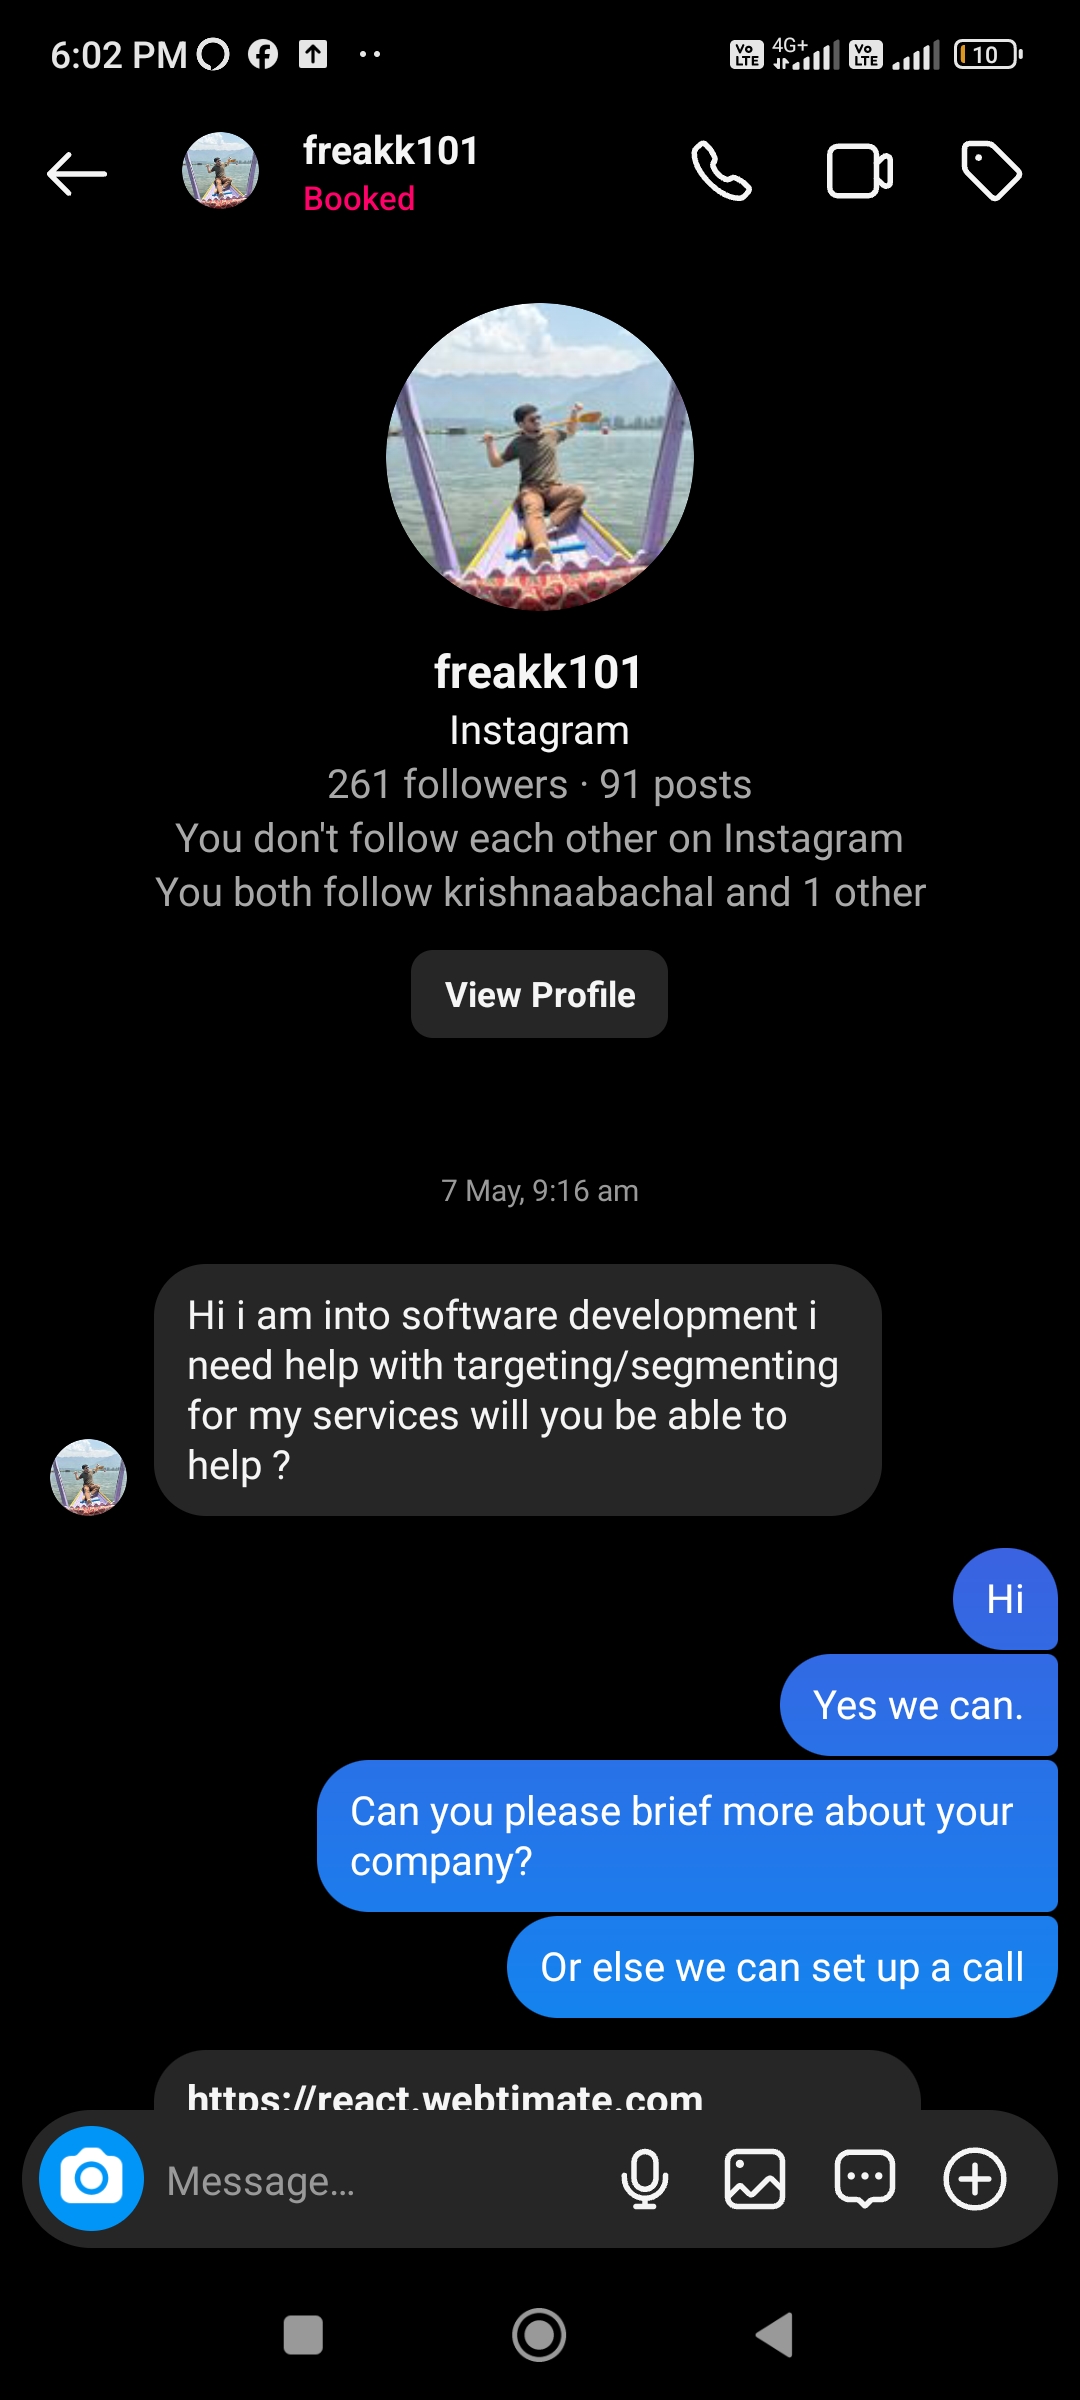 6:02 PM
Vo LTE 4G+ Vo LTE 10
freakk101
Booked
freakk101
Instagram
261 followers · 91 posts
You don't follow each other on Instagram
You both follow krishnaabachal and 1 other
View Profile
7 May, 9:16 am
Hi i am into software development i
need help with targeting/segmenting
for my services will you be able to
help ?
Hi
Yes we can.
Can you please brief more about your
company?
Or else we can set up a call
https://react.webtimate.com
Message...